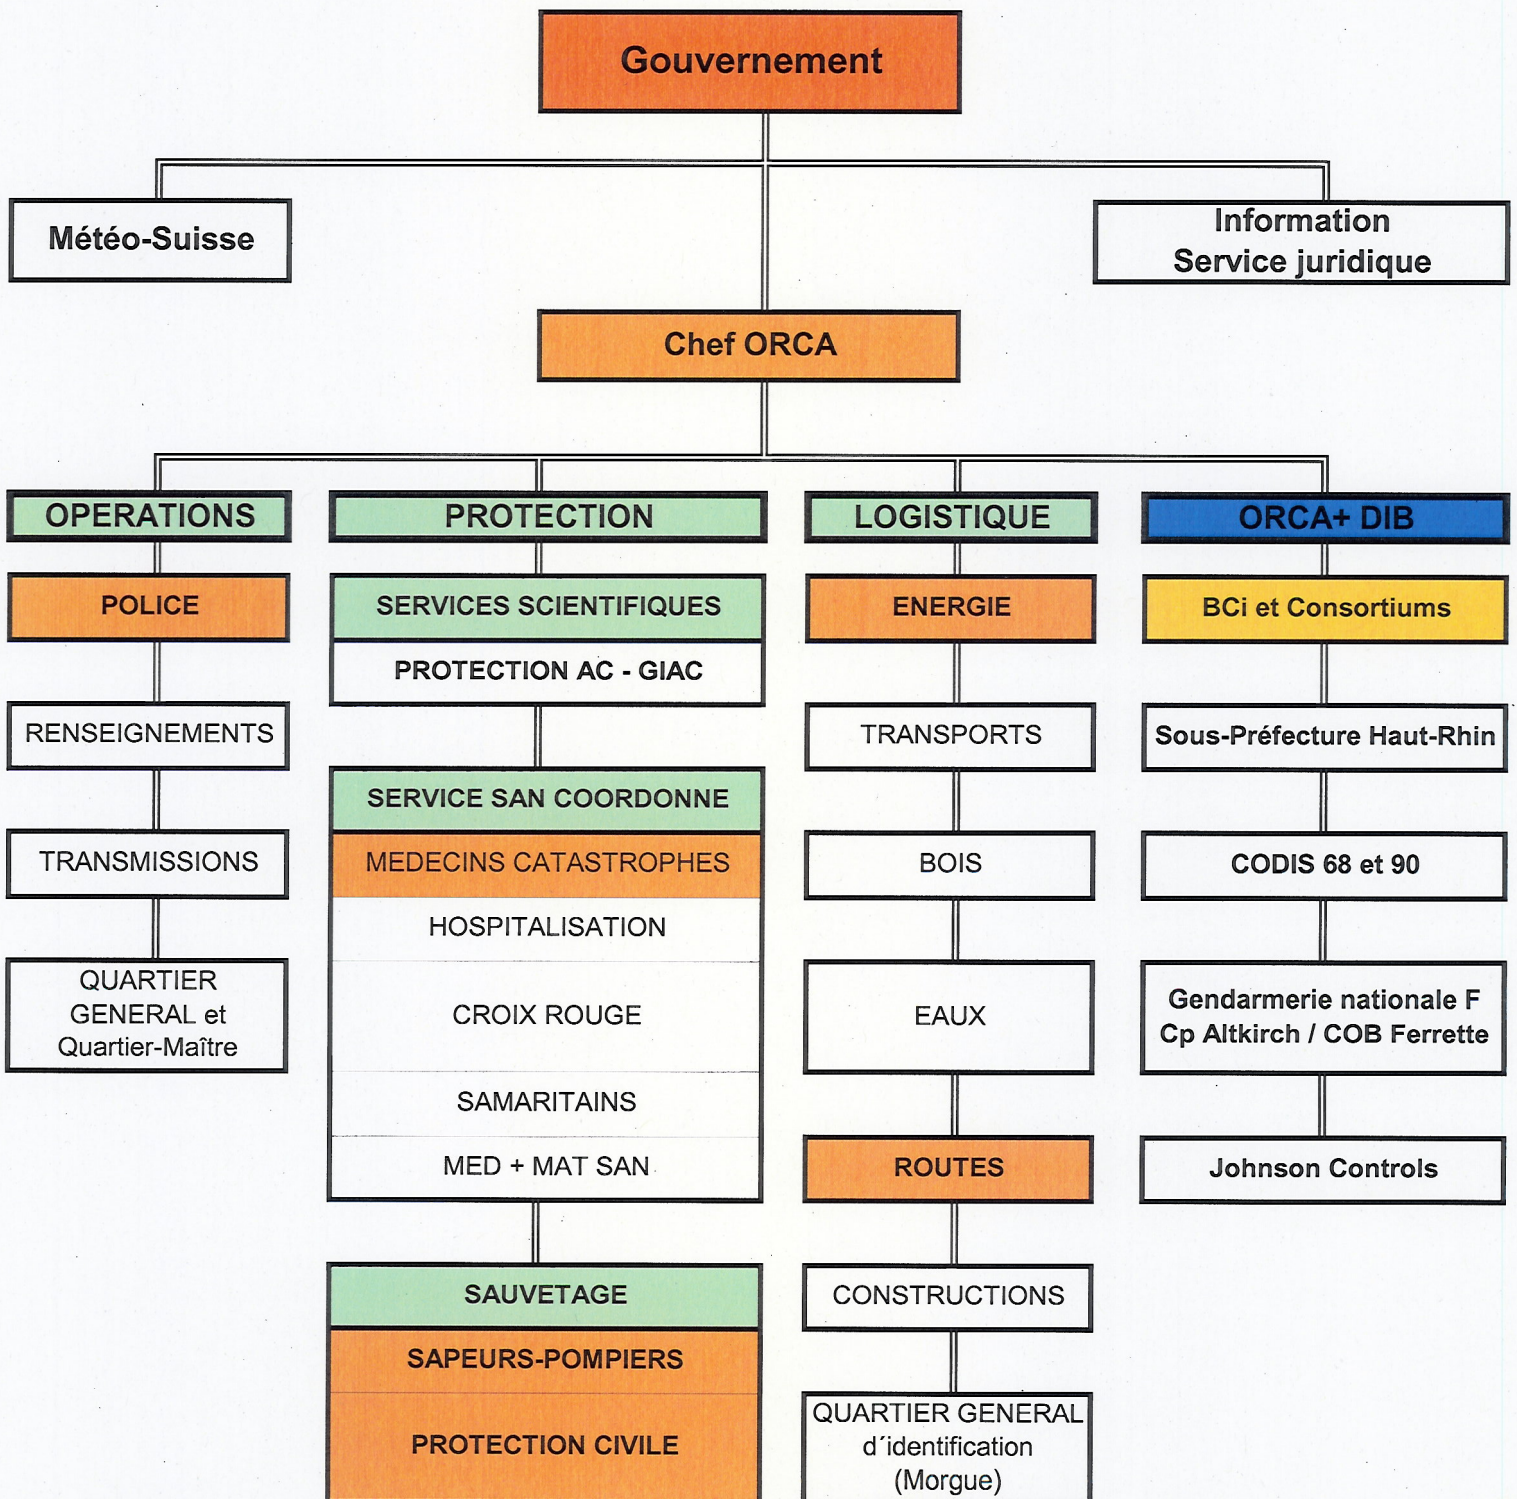 Gouvernement
Météo-Suisse
Information
Service juridique
Chef ORCA
OPERATIONS
POLICE
RENSEIGNEMENTS
TRANSMISSIONS
QUARTIER
GENERAL et
Quartier-Maître
PROTECTION
SERVICES SCIENTIFIQUES
PROTECTION AC - GIAC
SERVICE SAN COORDONNE
MEDECINS CATASTROPHES
HOSPITALISATION
CROIX ROUGE
SAMARITAINS
MED + MAT SAN
SAUVETAGE
SAPEURS-POMPIERS
PROTECTION CIVILE
LOGISTIQUE
ENERGIE
TRANSPORTS
BOIS
EAUX
ROUTES
CONSTRUCTIONS
QUARTIER GENERAL
d´identification
(Morgue)
ORCA+ DIB
BCi et Consortiums
Sous-Préfecture Haut-Rhin
CODIS 68 et 90
Gendarmerie nationale F
Cp Altkirch / COB Ferrette
Johnson Controls